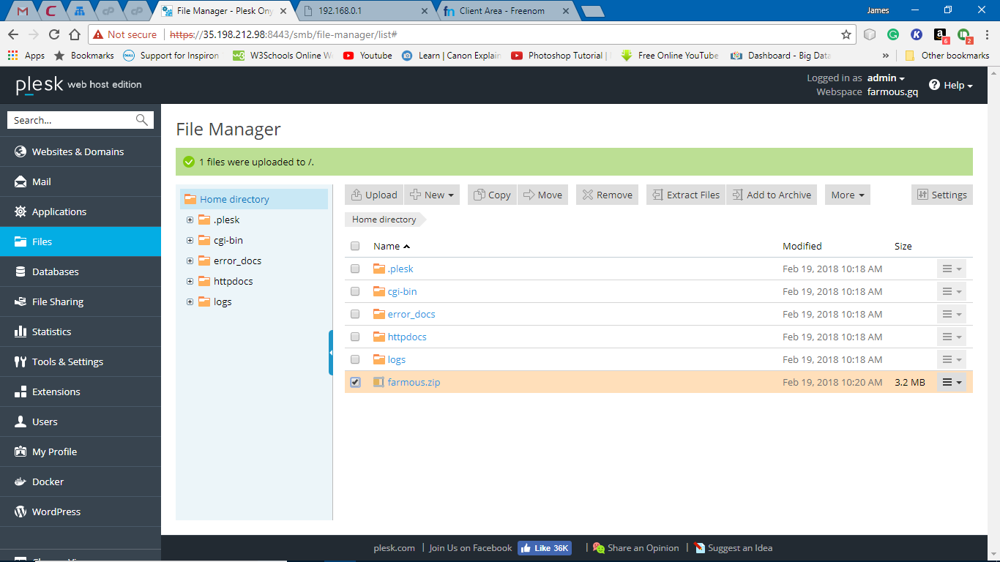 File Manager - Plesk Ony
192.168.0.1
Client Area - Freenom
James
Not secure
https://35.198.212.98:8443/smb/file-manager/list#
6
2
Apps
Bookmarks
Support for Inspiron
W3Schools Online W
Youtube
Learn | Canon Explain
Photoshop Tutorial |
Free Online YouTube
Dashboard - Big Data
»
Other bookmarks
plesk web host edition
Logged in as admin
Webspace farmous.gq
Help
Search...
Websites & Domains
Mail
Applications
Files
Databases
File Sharing
Statistics
Tools & Settings
Extensions
Users
My Profile
Docker
WordPress
File Manager
1 files were uploaded to /.
Home directory
.plesk
cgi-bin
error_docs
httpdocs
logs
Upload New Copy Move Remove Extract Files Add to Archive More Settings
Home directory
Name Modified Size
.plesk Feb 19, 2018 10:18 AM
cgi-bin Feb 19, 2018 10:18 AM
error_docs Feb 19, 2018 10:18 AM
httpdocs Feb 19, 2018 10:18 AM
logs Feb 19, 2018 10:18 AM
farmous.zip Feb 19, 2018 10:20 AM 3.2 MB
plesk.com | Join Us on Facebook Like 36K | Share an Opinion | Suggest an Idea